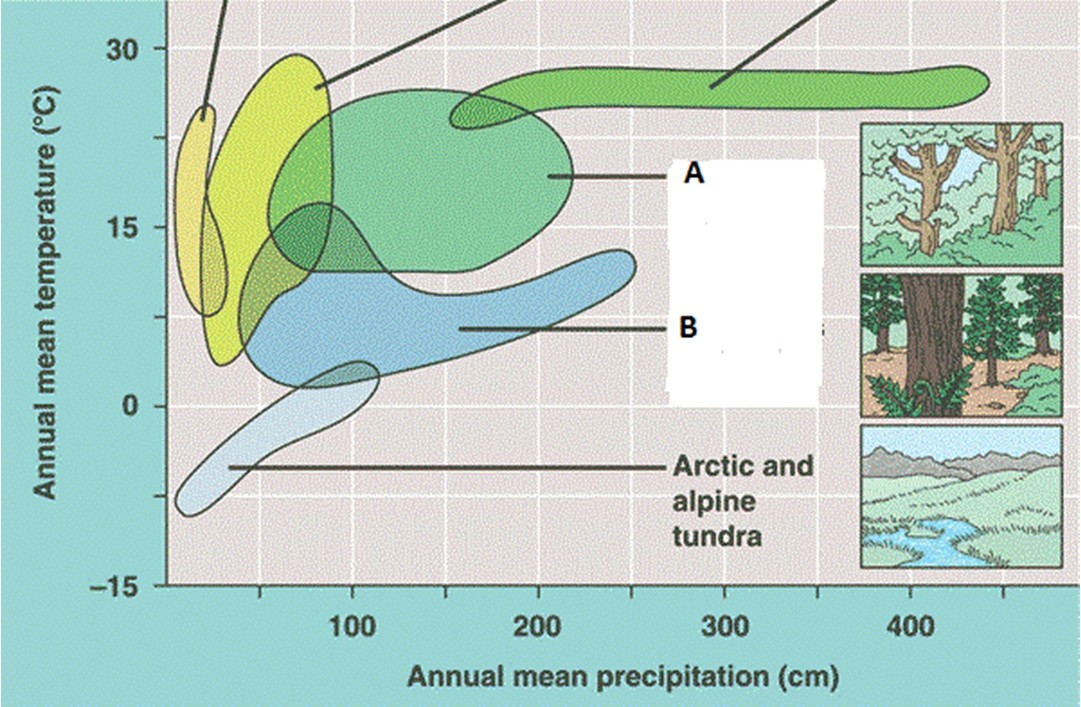 30
15
0
–15
Annual mean temperature (°C)
A
B
Arctic and
alpine
tundra
100 200 300 400
Annual mean precipitation (cm)